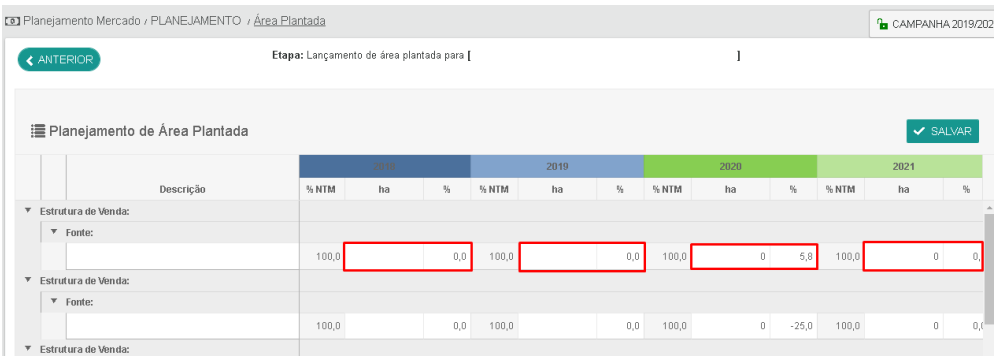 Planejamento Mercado / PLANEJAMENTO / Área Plantada
CAMPANHA 2019/202
ANTERIOR
Etapa: Lançamento de área plantada para [ ]
Planejamento de Área Plantada
SALVAR
2018 2019 2020 2021
Descrição % NTM ha % % NTM ha % % NTM ha % % NTM ha %
Estrutura de Venda:
Fonte:
100,0 0,0 100,0 0,0 100,0 0 5,8 100,0 0 0,
Estrutura de Venda:
Fonte:
100,0 0,0 100,0 0,0 100,0 0 -25,0 100,0 0 0,0
Estrutura de Venda: